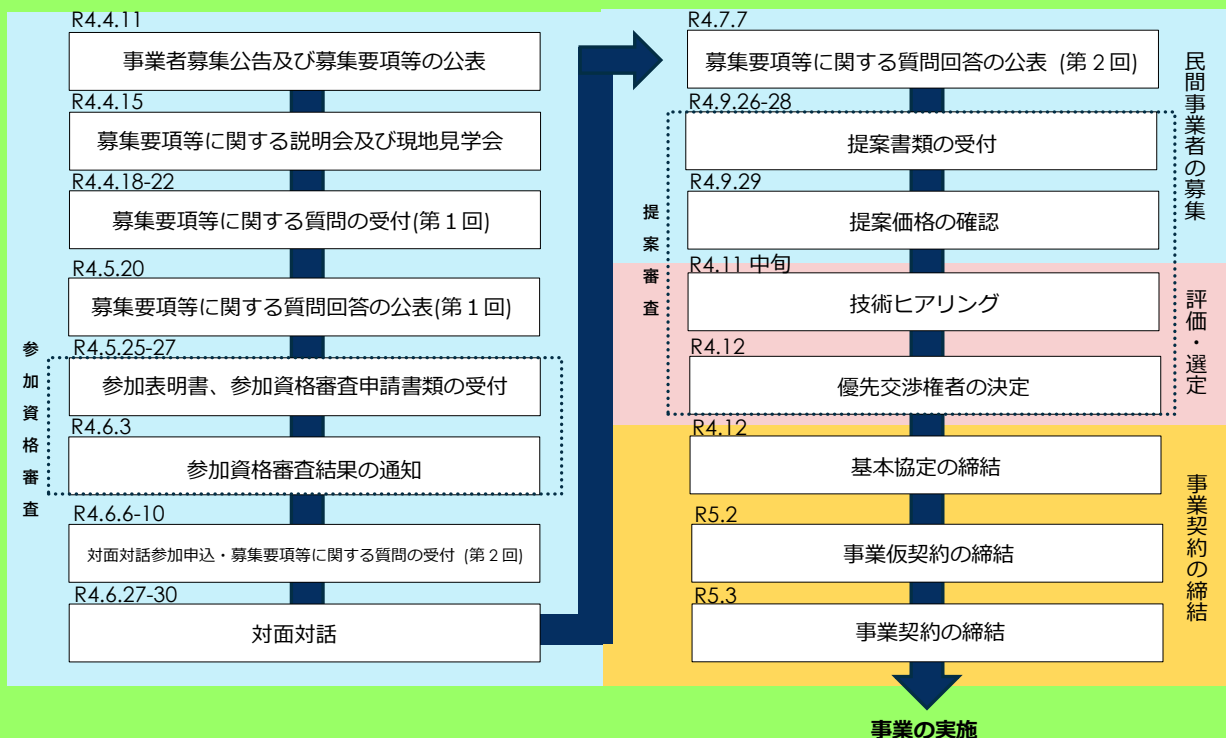 R4.4.11
事業者募集公告及び募集要項等の公表
R4.4.15
募集要項等に関する説明会及び現地見学会
R4.4.18-22
募集要項等に関する質問の受付(第１回)
R4.5.20
募集要項等に関する質問回答の公表(第１回)
参加資格審査
R4.5.25-27
参加表明書、参加資格審査申請書類の受付
R4.6.3
参加資格審査結果の通知
R4.6.6-10
対面対話参加申込・募集要項等に関する質問の受付 (第２回)
R4.6.27-30
対面対話
R4.7.7
募集要項等に関する質問回答の公表 (第２回)
民間事業者の募集
提案審査
R4.9.26-28
提案書類の受付
R4.9.29
提案価格の確認
R4.11 中旬
技術ヒアリング
評価・選定
R4.12
優先交渉権者の決定
R4.12
基本協定の締結
事業契約の締結
R5.2
事業仮契約の締結
R5.3
事業契約の締結
事業の実施